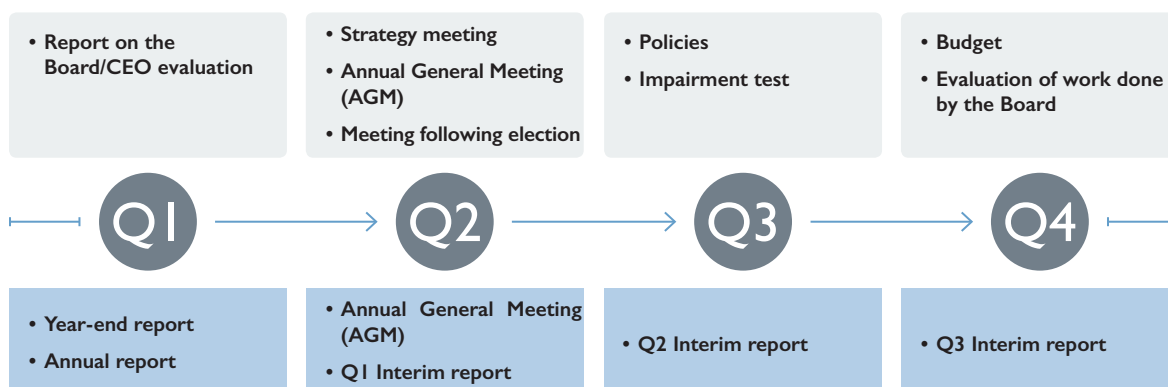 • Report on the
Board/CEO evaluation
• Strategy meeting
• Annual General Meeting
(AGM)
• Meeting following election
• Policies
• Impairment test
• Budget
• Evaluation of work done
by the Board
Q1
Q2
Q3
Q4
• Year-end report
• Annual report
• Annual General Meeting
(AGM)
• Q1 Interim report
• Q2 Interim report
• Q3 Interim report